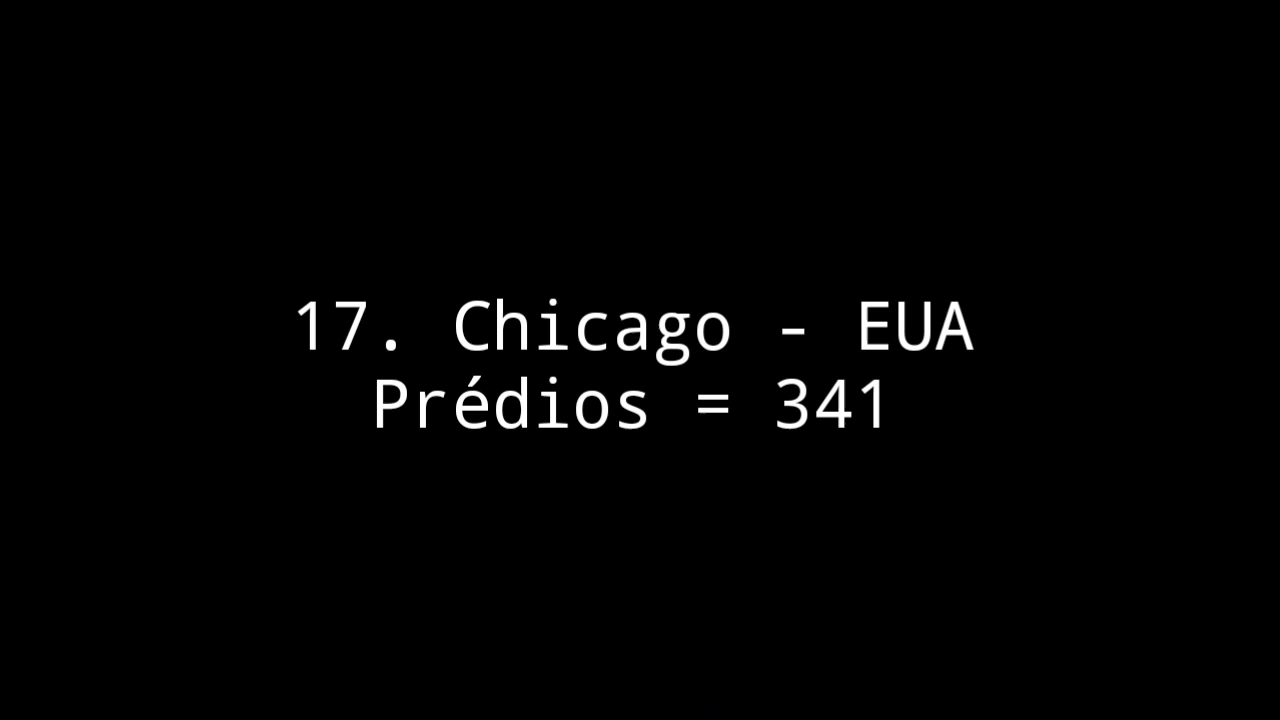 17. Chicago - EUA
Prédios = 341